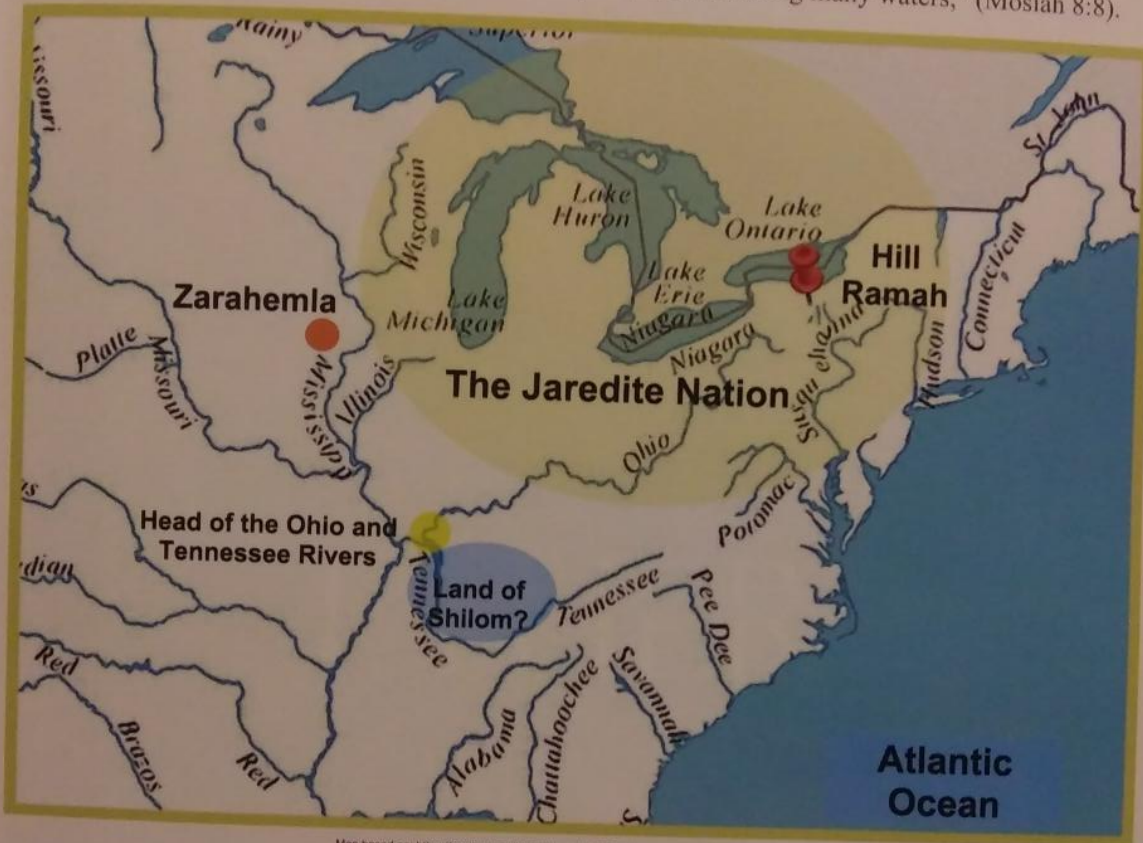 many waters," (Mosiah 8:8).
Rainy
Superior
Missouri
St. John
Wisconsin
Lake
Huron
Lake
Ontario
Hill
Ramah
Connecticut
Zarahemla
Lake
Erie
Lake
Michigan
Niagara
Niagara
Hudson
Platte
Missouri
Mississippi
Illinois
The Jaredite Nation
Ohio
Potomac
Head of the Ohio and
Tennessee Rivers
Tennessee
Land of
Shilom?
Tennessee
Pee Dee
Red
Brazos
Red
Alabama
Chattahoochee
Savannah
Atlantic
Ocean